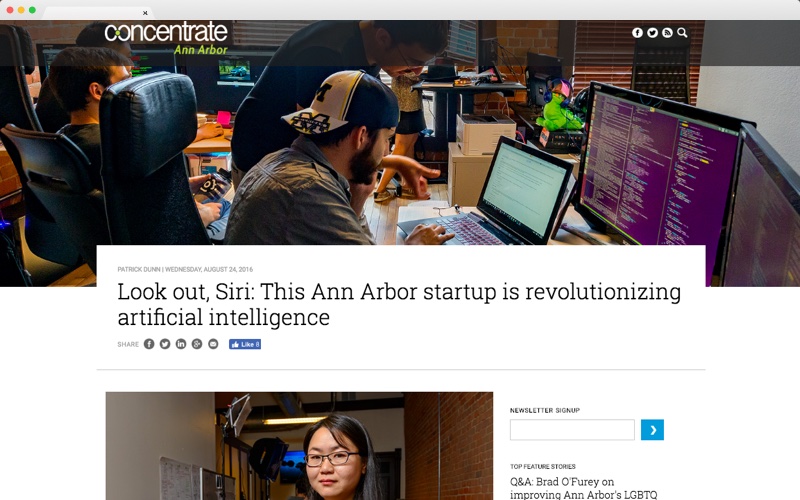 concentrate
Ann Arbor
PATRICK DUNN | WEDNESDAY, AUGUST 24, 2016
Look out, Siri: This Ann Arbor startup is revolutionizing
artificial intelligence
SHARE
Like 8
NEWSLETTER SIGNUP
TOP FEATURE STORIES
Q&A: Brad O'Furey on
improving Ann Arbor's LGBTQ